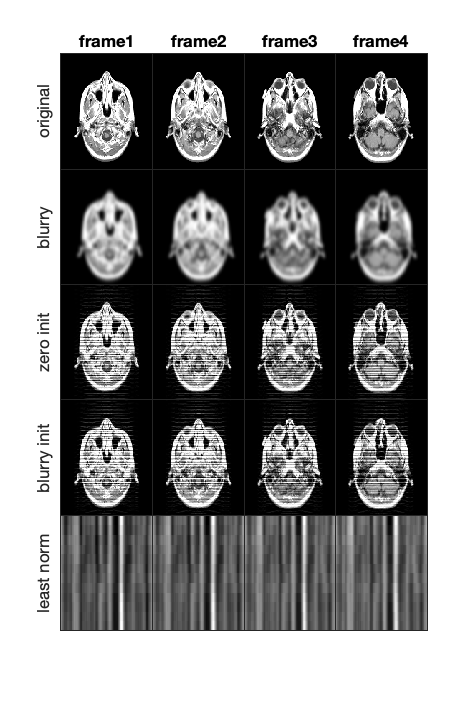 frame1 frame2 frame3 frame4
original
blurry
zero init
blurry init
least norm